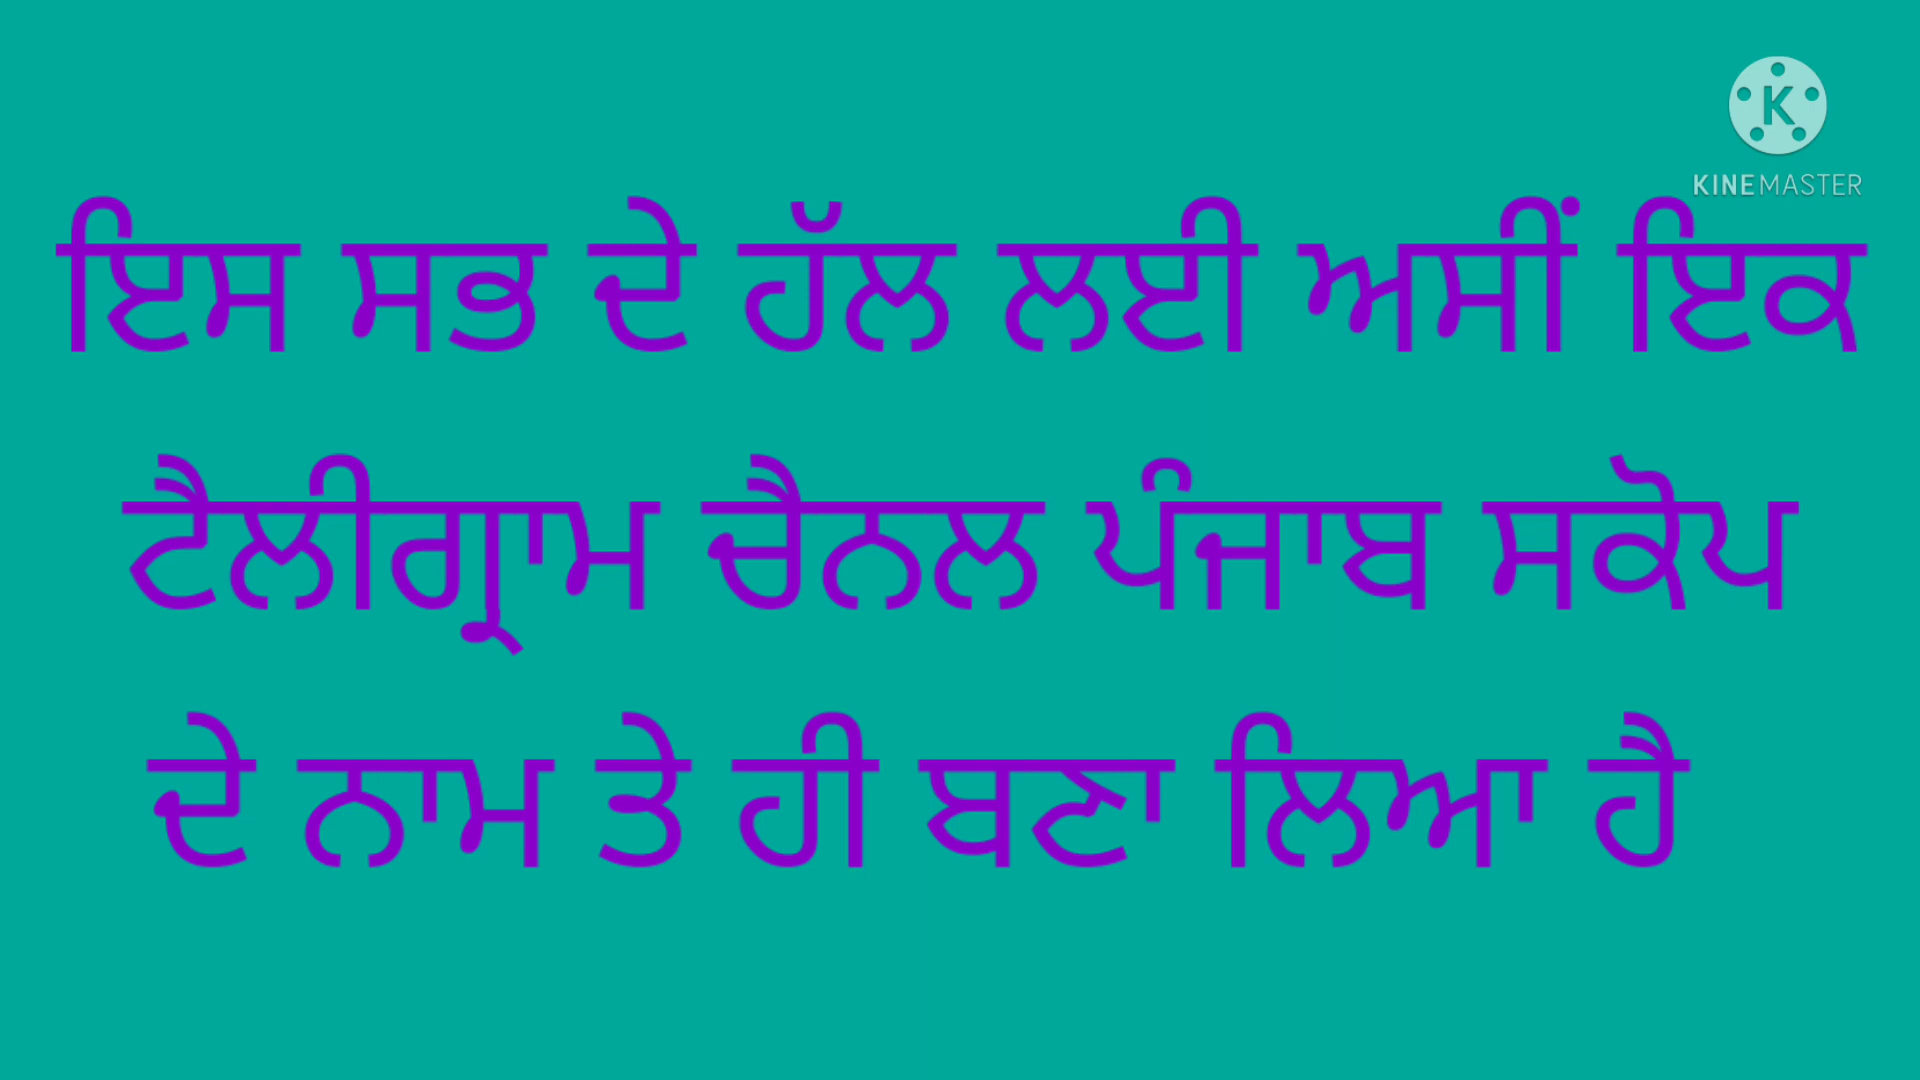 KINEMASTER
ਇਸ ਸਭ ਦੇ ਹੱਲ ਲਈ ਅਸੀਂ ਇਕ
ਟੈਲੀਗ੍ਰਾਮ ਚੈਨਲ ਪੰਜਾਬ ਸਕੋਪ
ਦੇ ਨਾਮ ਤੇ ਹੀ ਬਣਾ ਲਿਆ ਹੈ